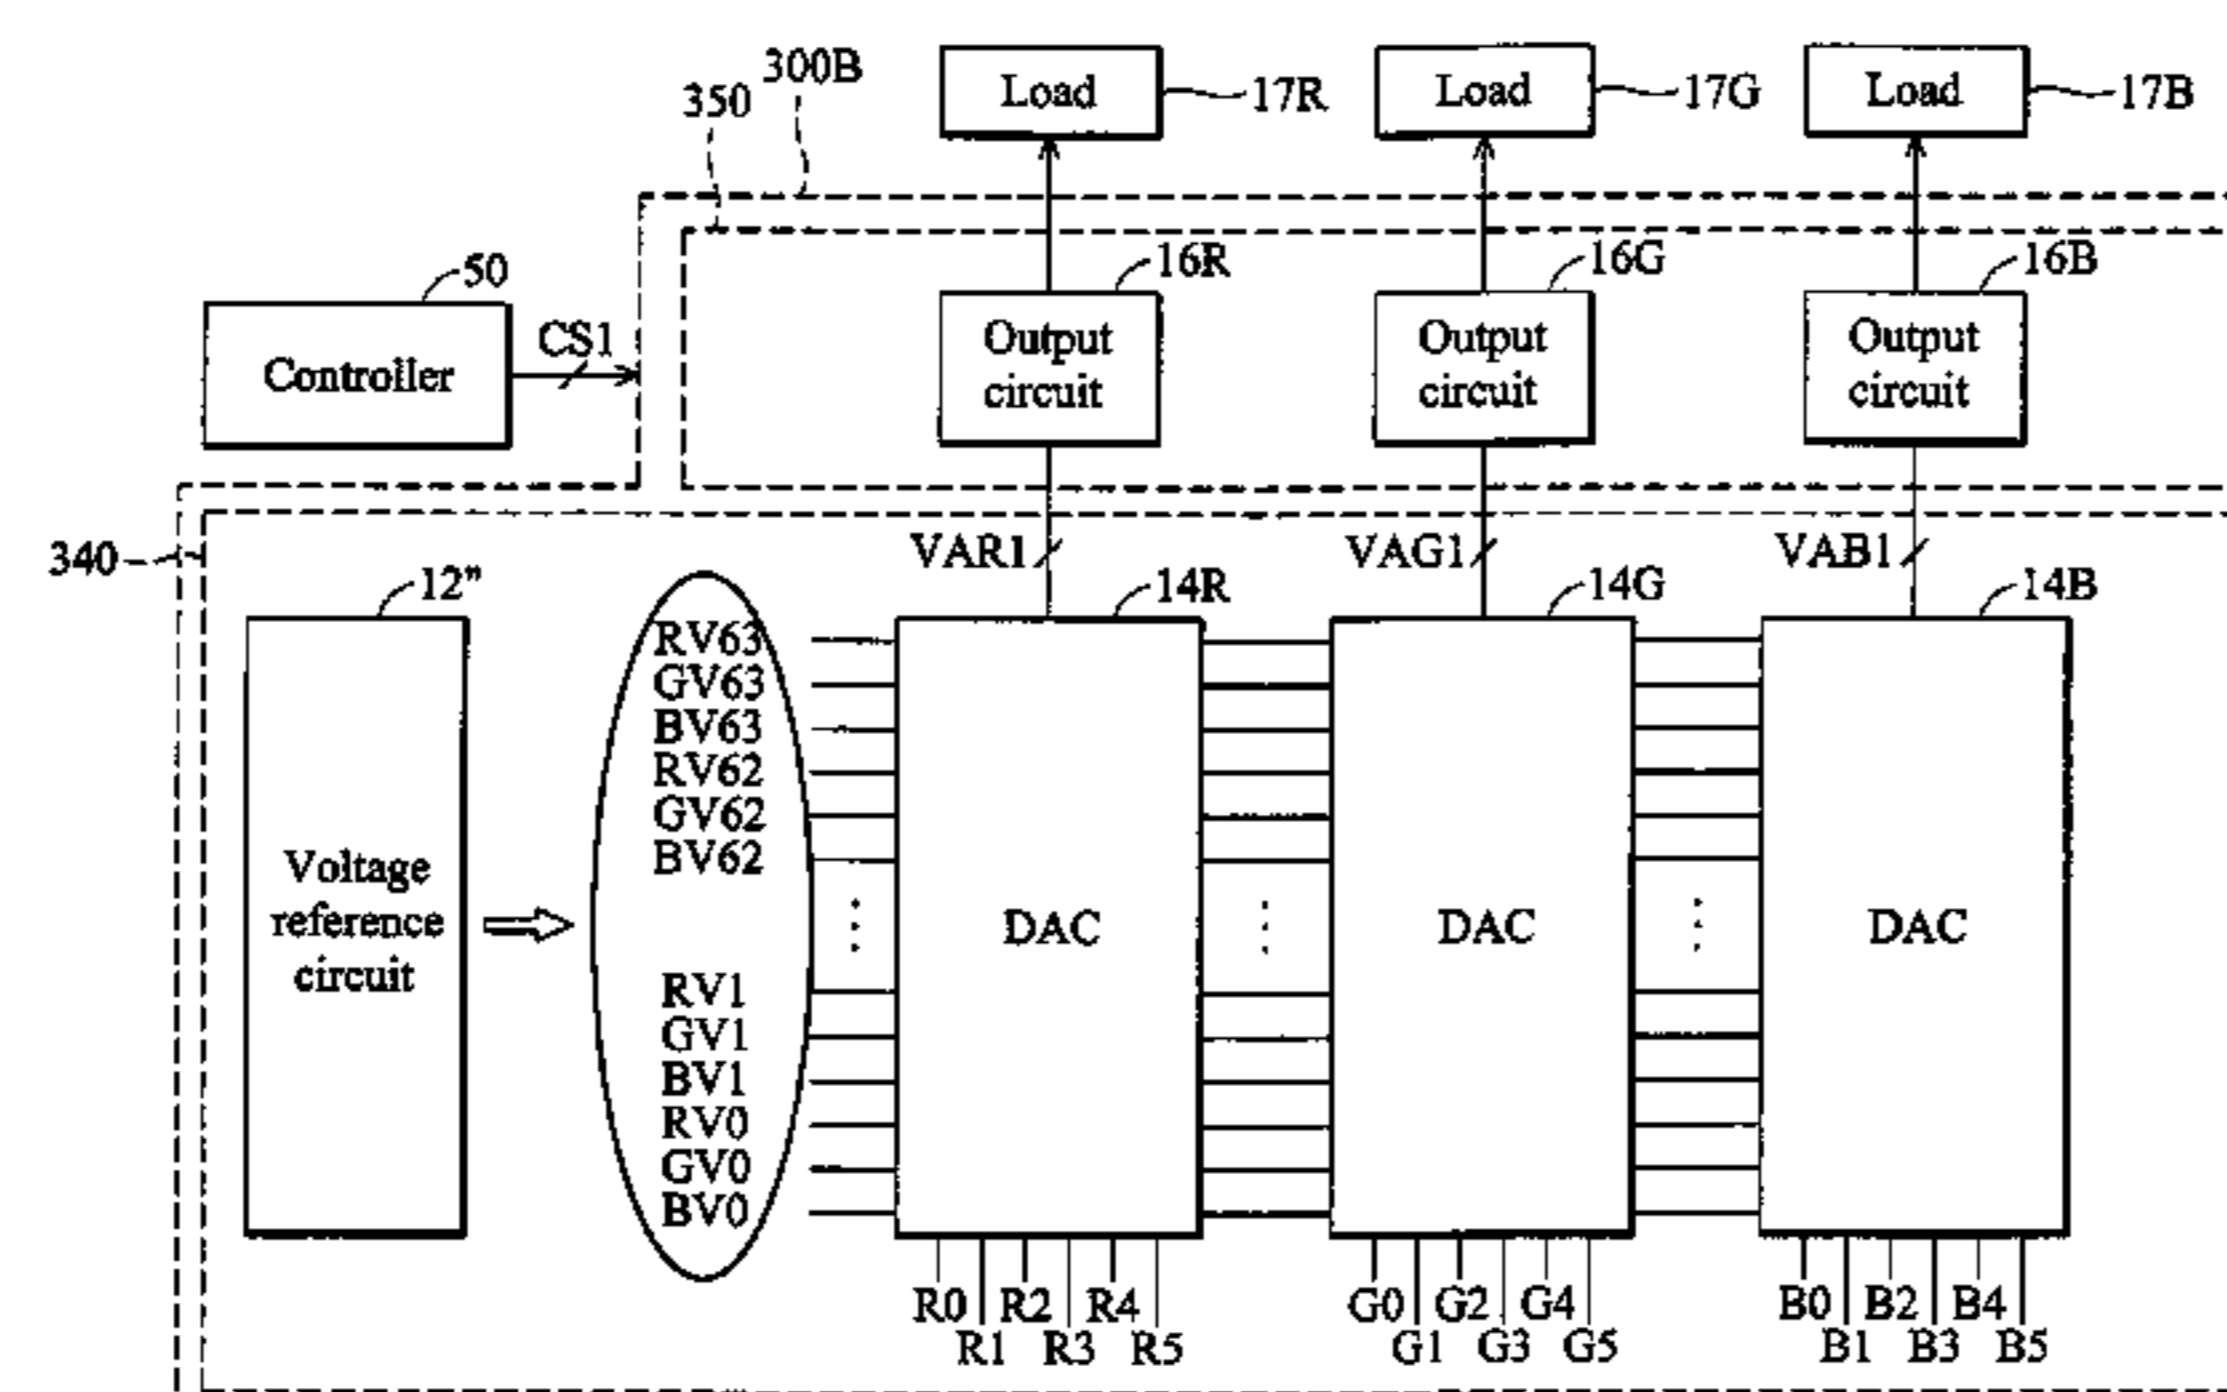 300B
350
Load
17R
Load
17G
Load
17B
50
Controller
CS1
16R
Output
circuit
16G
Output
circuit
16B
Output
circuit
340
VAR1
VAG1
VAB1
12"
14R
14G
14B
Voltage
reference
circuit
RV63
GV63
BV63
RV62
GV62
BV62
RV1
GV1
BV1
RV0
GV0
BV0
DAC
DAC
DAC
R0 R2 R4
R1 R3 R5
G0 G2 G4
G1 G3 G5
B0 B2 B4
B1 B3 B5